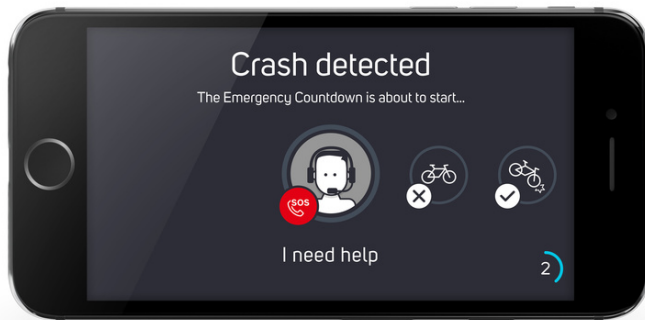 Crash detected
The Emergency Countdown is about to start...
SOS
I need help
2